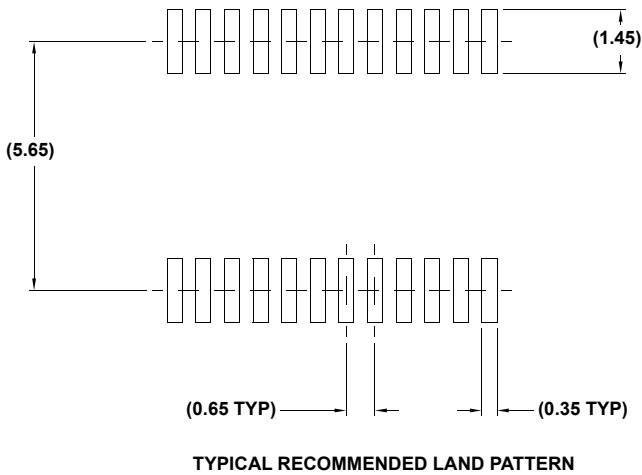 (1.45)
(5.65)
(0.65 TYP)
(0.35 TYP)
TYPICAL RECOMMENDED LAND PATTERN